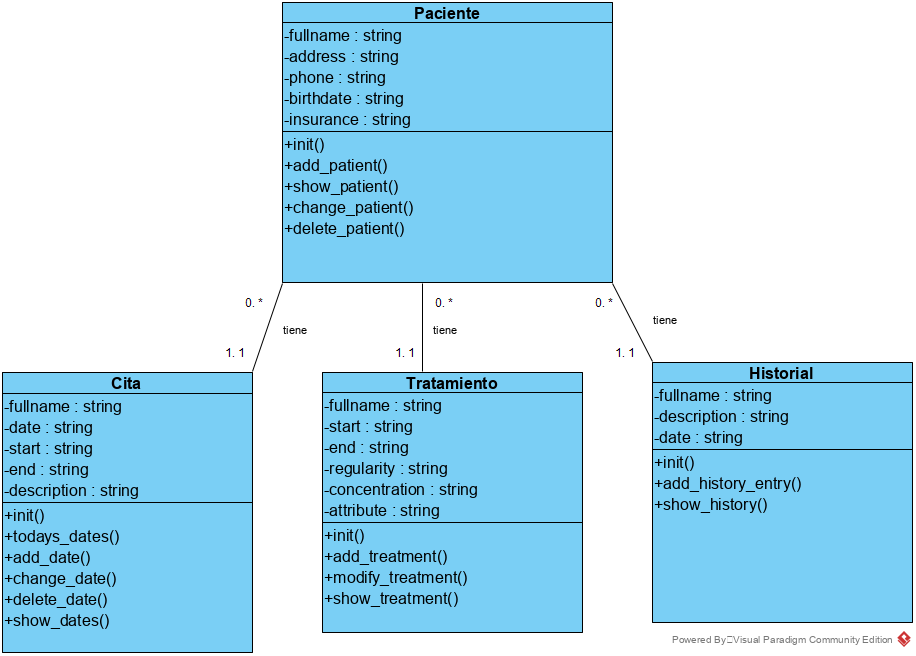 Paciente
-fullname : string
-address : string
-phone : string
-birthdate : string
-insurance : string
+init()
+add_patient()
+show_patient()
+change_patient()
+delete_patient()
0. *
0. *
0. *
tiene
tiene
tiene
1. 1
1. 1
1. 1
Cita
-fullname : string
-date : string
-start : string
-end : string
-description : string
+init()
+todays_dates()
+add_date()
+change_date()
+delete_date()
+show_dates()
Tratamiento
-fullname : string
-start : string
-end : string
-regularity : string
-concentration : string
-attribute : string
+init()
+add_treatment()
+modify_treatment()
+show_treatment()
Historial
-fullname : string
-description : string
-date : string
+init()
+add_history_entry()
+show_history()
Powered By Visual Paradigm Community Edition